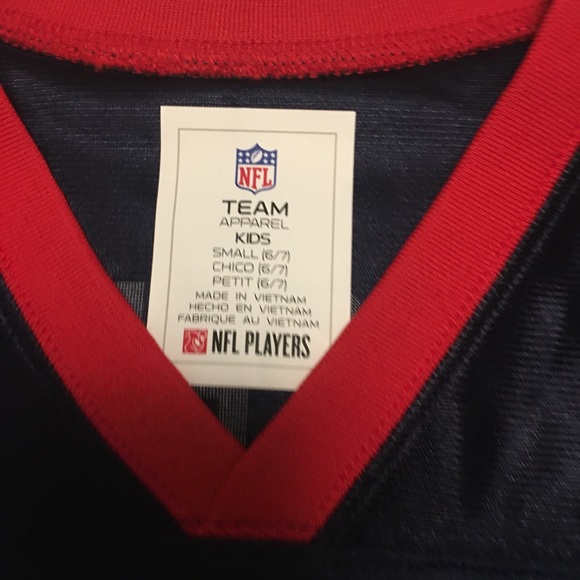 NFL
TEAM
APPAREL
KIDS
SMALL (6/7)
CHICO (6/7)
PETIT (6/7)
MADE IN VIETNAM
HECHO EN VIETNAM
FABRIQUE AU VIETNAM
NFL PLAYERS